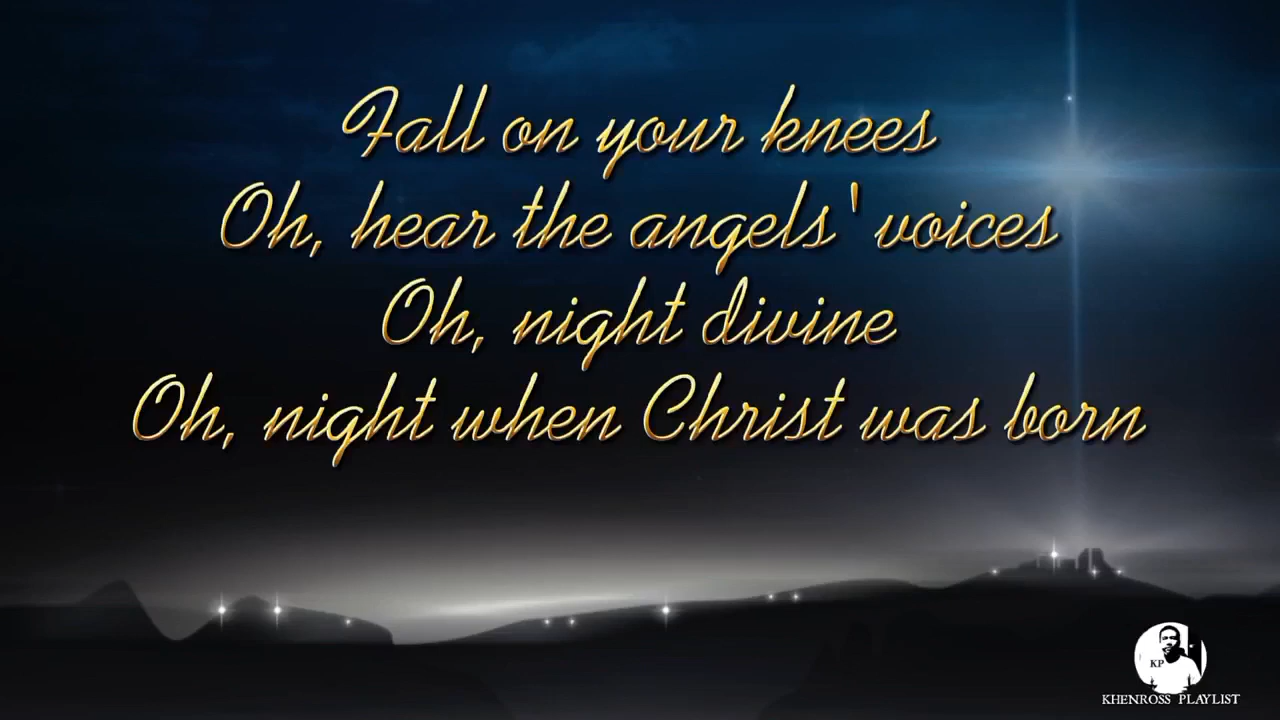 Fall on your knees
Oh, hear the angels' voices
Oh, night divine
Oh, night when Christ was born
KP
KHENROSS PLAYLIST